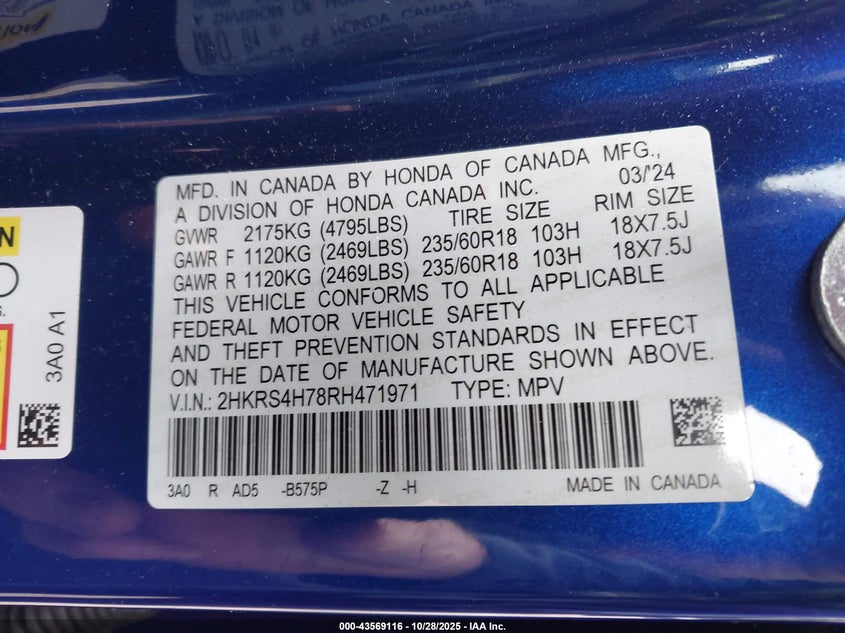 MFD. IN CANADA BY HONDA OF CANADA MFG.,
A DIVISION OF HONDA CANADA INC. 03/'24
GVWR 2175KG (4795LBS) TIRE SIZE RIM SIZE
GAWR F 1120KG (2469LBS) 235/60R18 103H 18X7.5J
GAWR R 1120KG (2469LBS) 235/60R18 103H 18X7.5J
THIS VEHICLE CONFORMS TO ALL APPLICABLE
FEDERAL MOTOR VEHICLE SAFETY
AND THEFT PREVENTION STANDARDS IN EFFECT
ON THE DATE OF MANUFACTURE SHOWN ABOVE.
V.I.N.: 2HKRS4H78RH471971 TYPE: MPV
3A0 R AD5 -B575P -Z -H MADE IN CANADA
3A0 A1
000-43569116 - 10/28/2025 - IAA Inc.